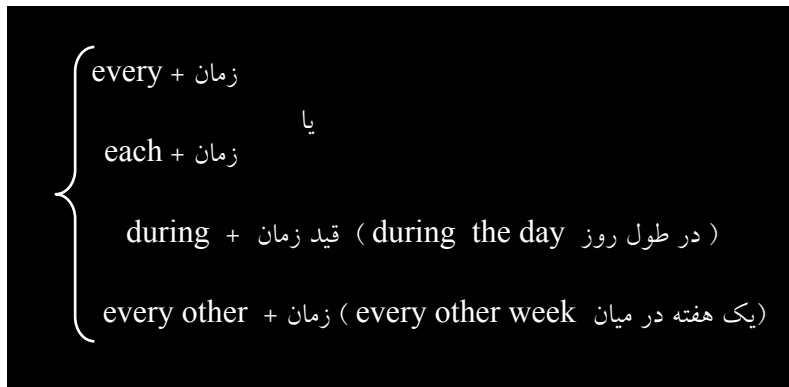 every + زمان
یا
each + زمان
during + قید زمان ( during the day در طول روز )
every other + زمان ( every other week یک هفته در میان)